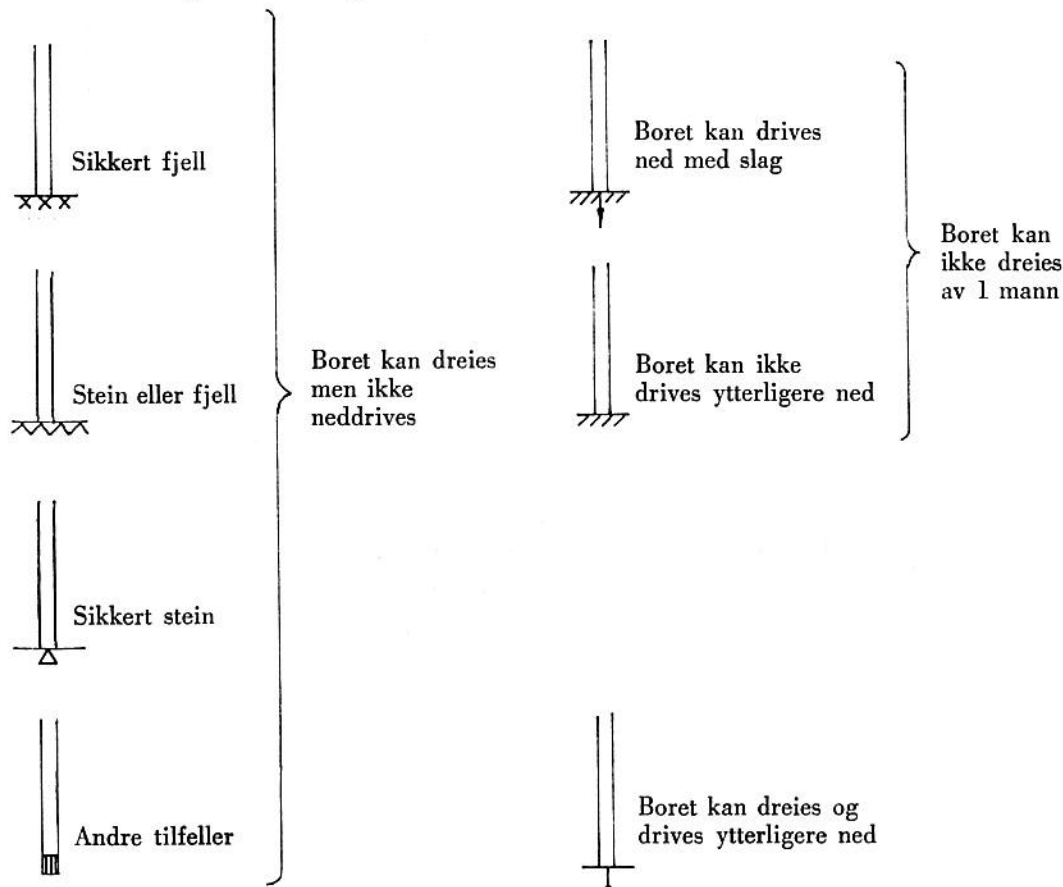 Sikkert fjell
Stein eller fjell
Sikkert stein
Andre tilfeller
Boret kan dreies
men ikke
neddrives
Boret kan drives
ned med slag
Boret kan ikke
drives ytterligere ned
Boret kan
ikke dreies
av 1 mann
Boret kan dreies og
drives ytterligere ned